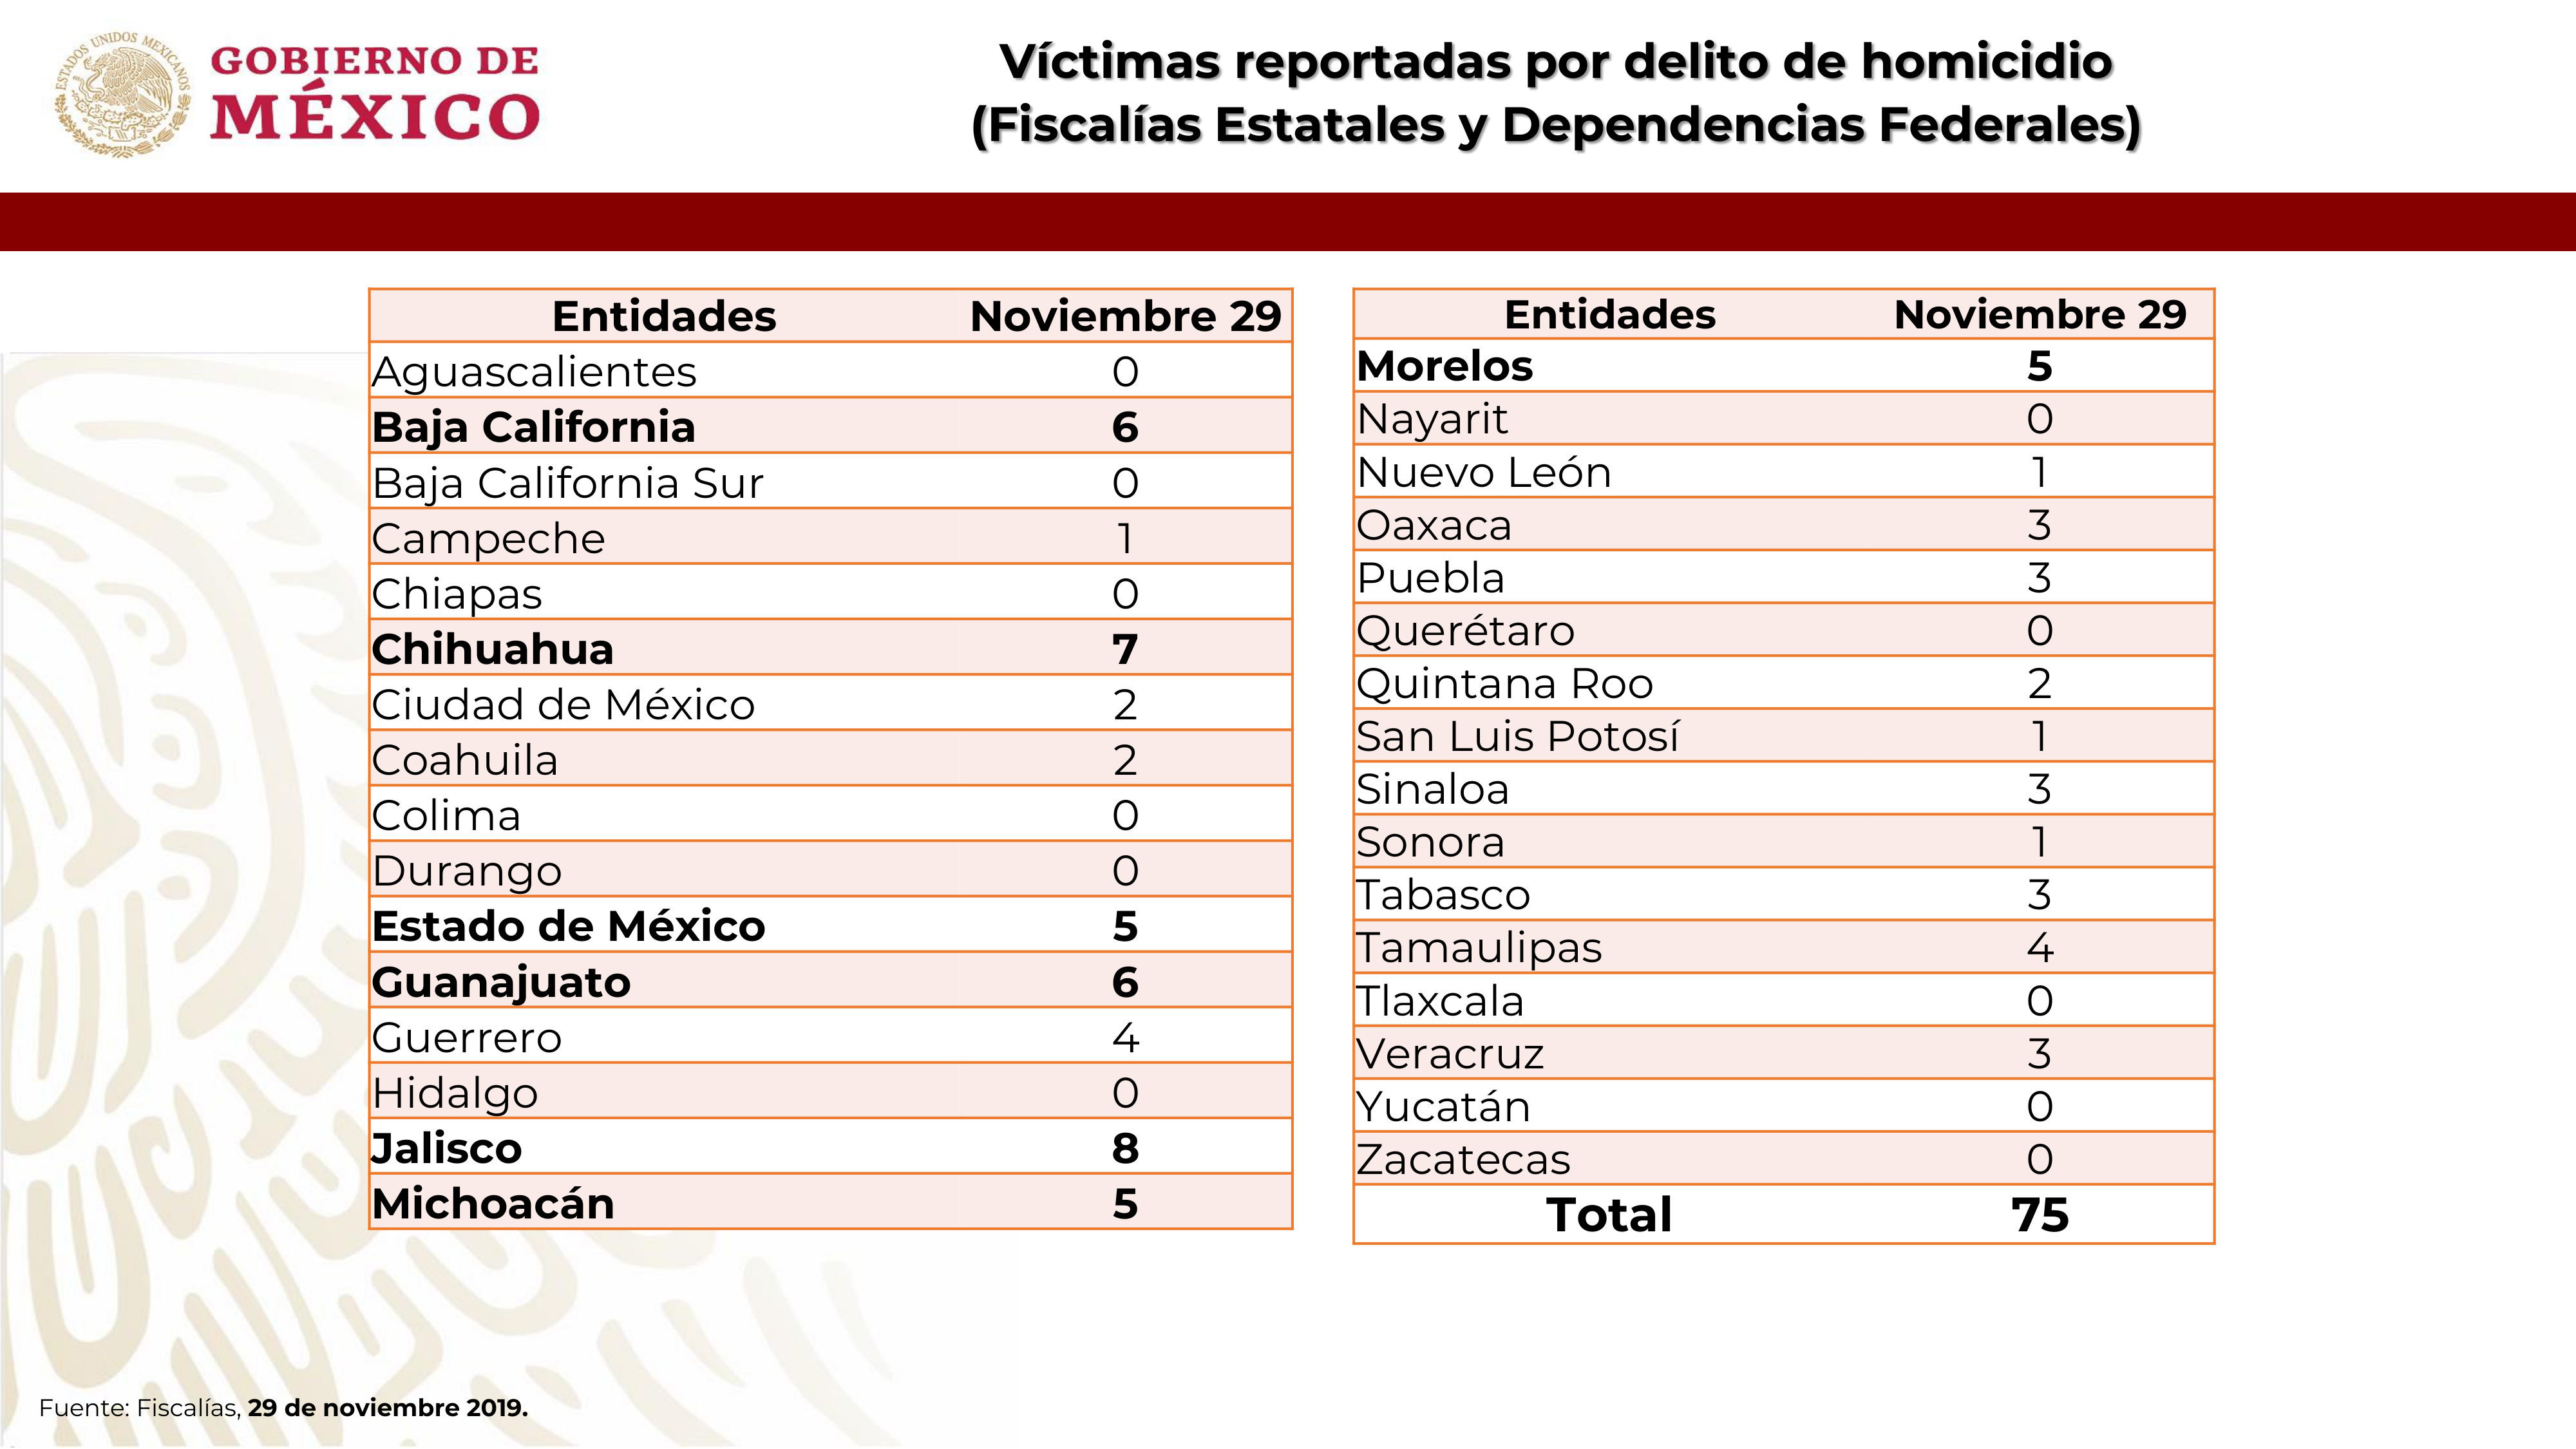 ESTADOS UNIDOS MEXICANOS
GOBIERNO DE
MÉXICO
Víctimas reportadas por delito de homicidio
(Fiscalías Estatales y Dependencias Federales)
Entidades Noviembre 29
Aguascalientes 0
Baja California 6
Baja California Sur 0
Campeche 1
Chiapas 0
Chihuahua 7
Ciudad de México 2
Coahuila 2
Colima 0
Durango 0
Estado de México 5
Guanajuato 6
Guerrero 4
Hidalgo 0
Jalisco 8
Michoacán 5
Entidades Noviembre 29
Morelos 5
Nayarit 0
Nuevo León 1
Oaxaca 3
Puebla 3
Querétaro 0
Quintana Roo 2
San Luis Potosí 1
Sinaloa 3
Sonora 1
Tabasco 3
Tamaulipas 4
Tlaxcala 0
Veracruz 3
Yucatán 0
Zacatecas 0
Total 75
Fuente: Fiscalías, 29 de noviembre 2019.